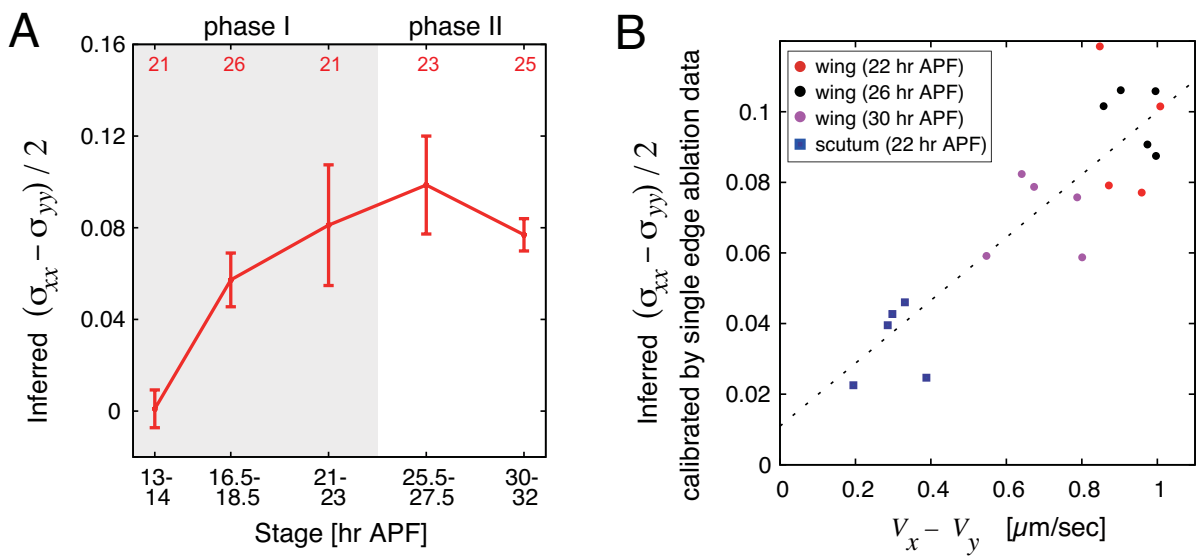 A
phase I
phase II
0.16
0.12
0.08
0.04
0
21
26
21
23
25
Inferred (σxx − σyy) / 2
13-
14
16.5-
18.5
21-
23
25.5-
27.5
30-
32
Stage [hr APF]
B
wing (22 hr APF)
wing (26 hr APF)
wing (30 hr APF)
scutum (22 hr APF)
Inferred (σxx − σyy) / 2
calibrated by single edge ablation data
0.1
0.08
0.06
0.04
0.02
0
0
0.2
0.4
0.6
0.8
1
Vx − Vy [µm/sec]